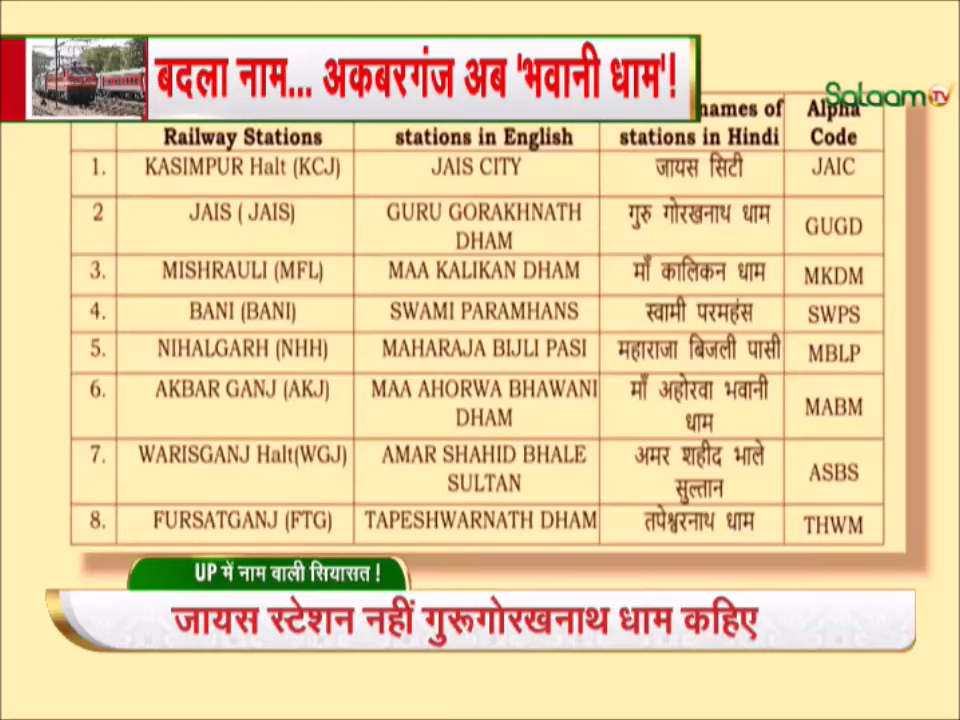 बदला नाम... अकबरगंज अब 'भवानी धाम'!
Salaam TV
names of Alpha
Railway Stations stations in English stations in Hindi Code
1. KASIMPUR Halt (KCJ) JAIS CITY जायस सिटी JAIC
2 JAIS ( JAIS) GURU GORAKHNATH DHAM गुरु गोरखनाथ धाम GUGD
3. MISHRAULI (MFL) MAA KALIKAN DHAM माँ कालिकन धाम MKDM
4. BANI (BANI) SWAMI PARAMHANS स्वामी परमहंस SWPS
5. NIHALGARH (NHH) MAHARAJA BIJLI PASI महाराजा बिजली पासी MBLP
6. AKBAR GANJ (AKJ) MAA AHORWA BHAWANI DHAM माँ अहोरवा भवानी धाम MABM
7. WARISGANJ Halt(WGJ) AMAR SHAHID BHALE SULTAN अमर शहीद भाले सुल्तान ASBS
8. FURSATGANJ (FTG) TAPESHWARNATH DHAM तपेश्वरनाथ धाम THWM
UP में नाम वाली सियासत !
जायस स्टेशन नहीं गुरूगोरखनाथ धाम कहिए